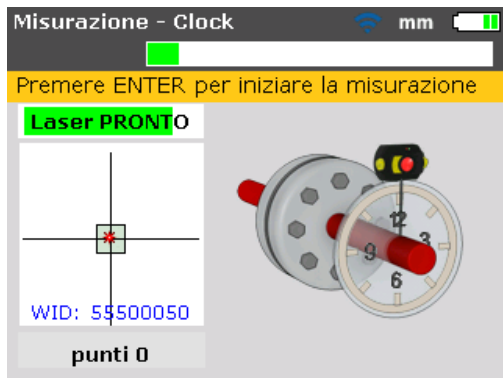 Misurazione - Clock mm
Premere ENTER per iniziare la misurazione
Laser PRONTO
12
3
9
6
WID: 55500050
punti 0